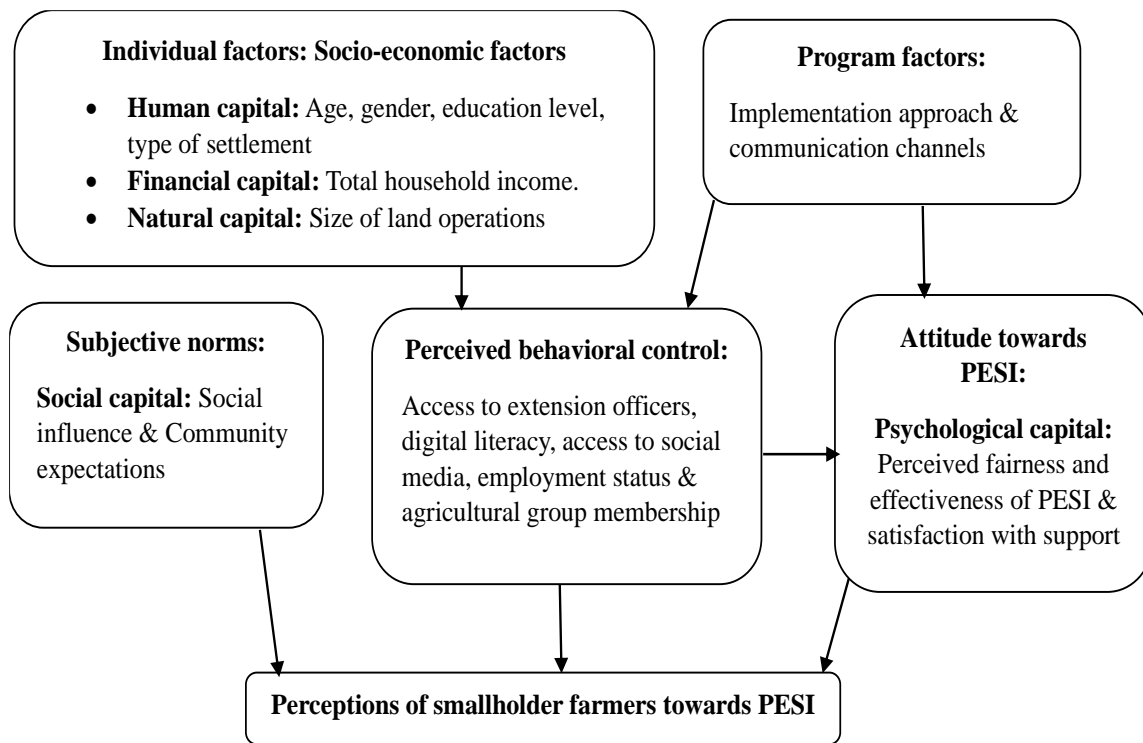 Individual factors: Socio-economic factors
• Human capital: Age, gender, education level,
type of settlement
• Financial capital: Total household income.
• Natural capital: Size of land operations
Program factors:
Implementation approach &
communication channels
Subjective norms:
Social capital: Social
influence & Community
expectations
Perceived behavioral control:
Access to extension officers,
digital literacy, access to social
media, employment status &
agricultural group membership
Attitude towards
PESI:
Psychological capital:
Perceived fairness and
effectiveness of PESI &
satisfaction with support
Perceptions of smallholder farmers towards PESI